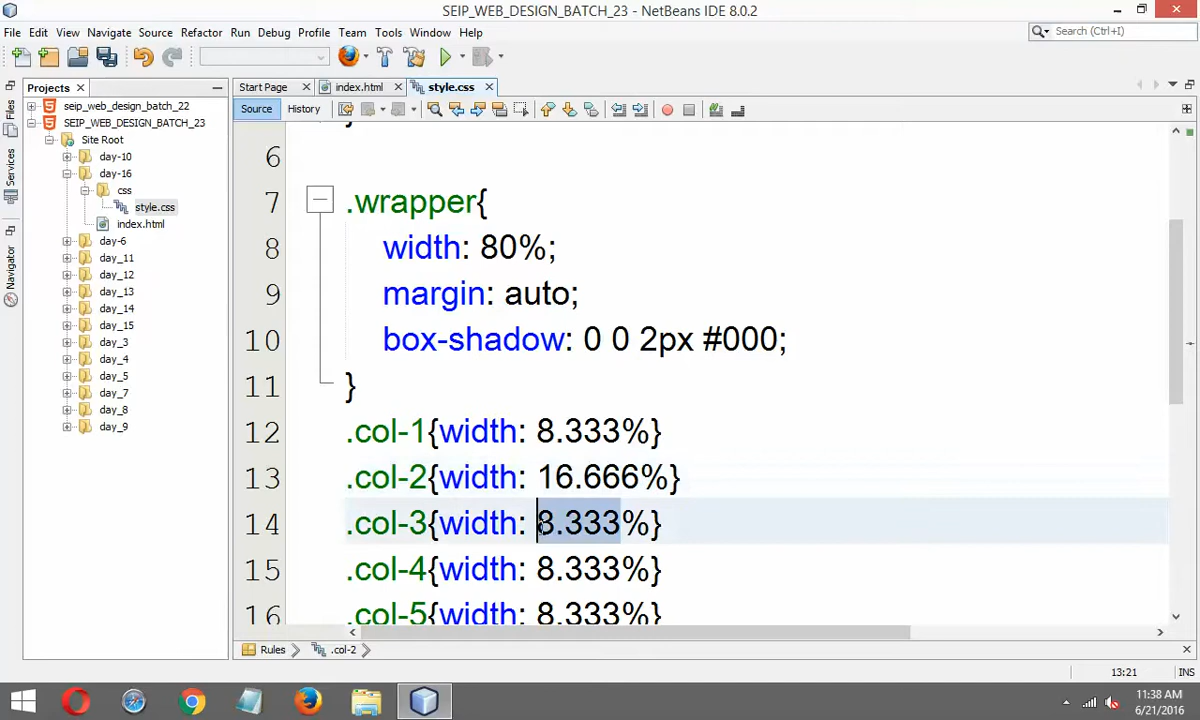 SEIP_WEB_DESIGN_BATCH_23 - NetBeans IDE 8.0.2
File Edit View Navigate Source Refactor Run Debug Profile Team Tools Window Help
Search (Ctrl+I)
Projects
Start Page
index.html
style.css
Files
Services
Navigator
seip_web_design_batch_22
SEIP_WEB_DESIGN_BATCH_23
Site Root
day-10
day-16
css
style.css
index.html
day-6
day_11
day_12
day_13
day_14
day_15
day_3
day_4
day_5
day_7
day_8
day_9
Source History
6
7 .wrapper{
8 width: 80%;
9 margin: auto;
10 box-shadow: 0 0 2px #000;
11 }
12 .col-1{width: 8.333%}
13 .col-2{width: 16.666%}
14 .col-3{width: 8.333%}
15 .col-4{width: 8.333%}
16 .col-5{width: 8.333%}
Rules .col-2
13:21 INS
11:38 AM
6/21/2016